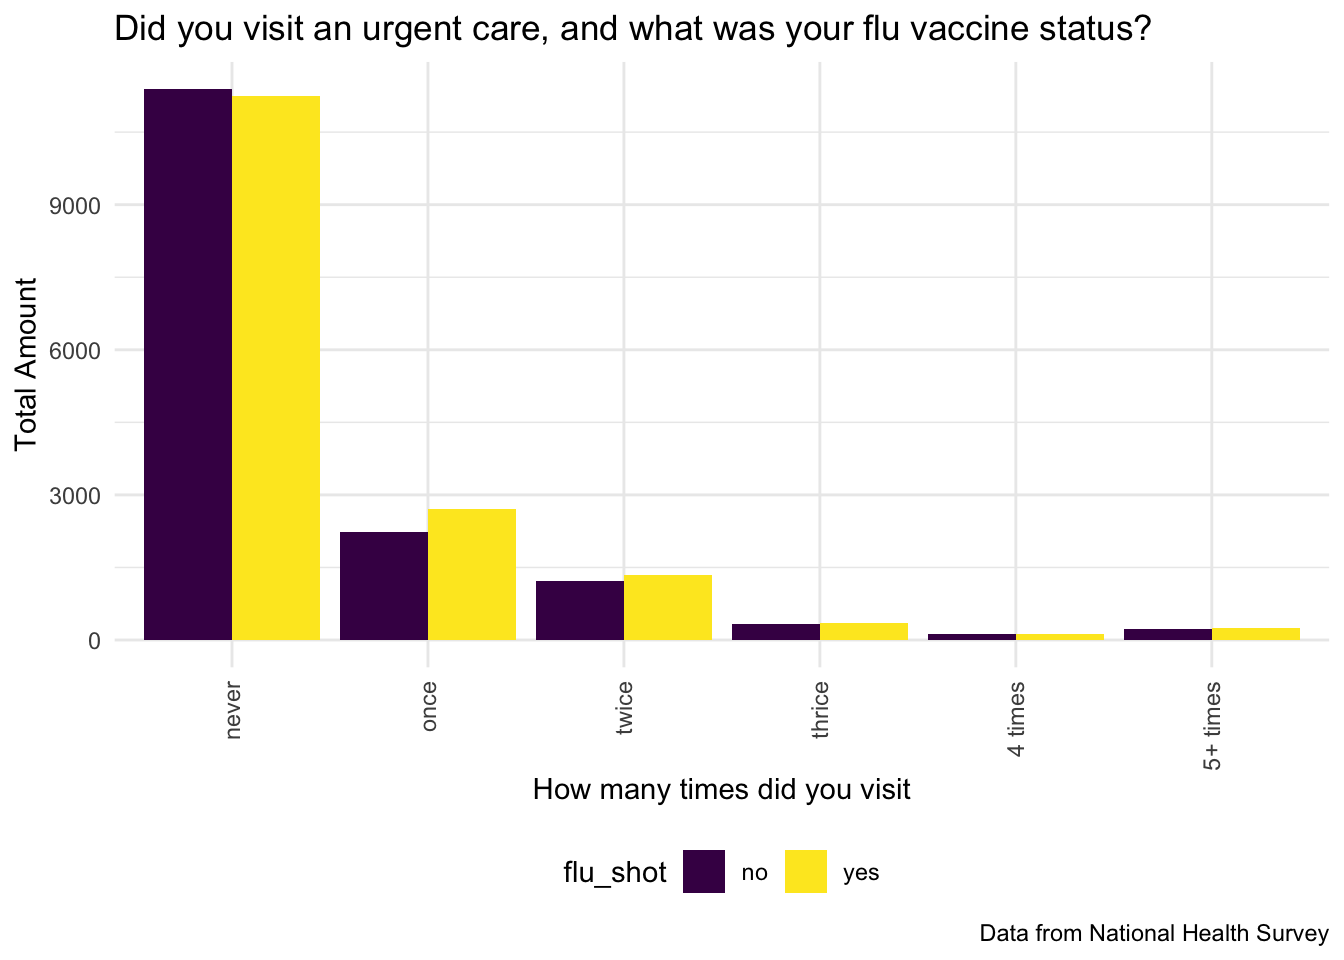 Did you visit an urgent care, and what was your flu vaccine status?
Total Amount
9000
6000
3000
0
never
once
twice
thrice
4 times
5+ times
How many times did you visit
flu_shot no yes
Data from National Health Survey